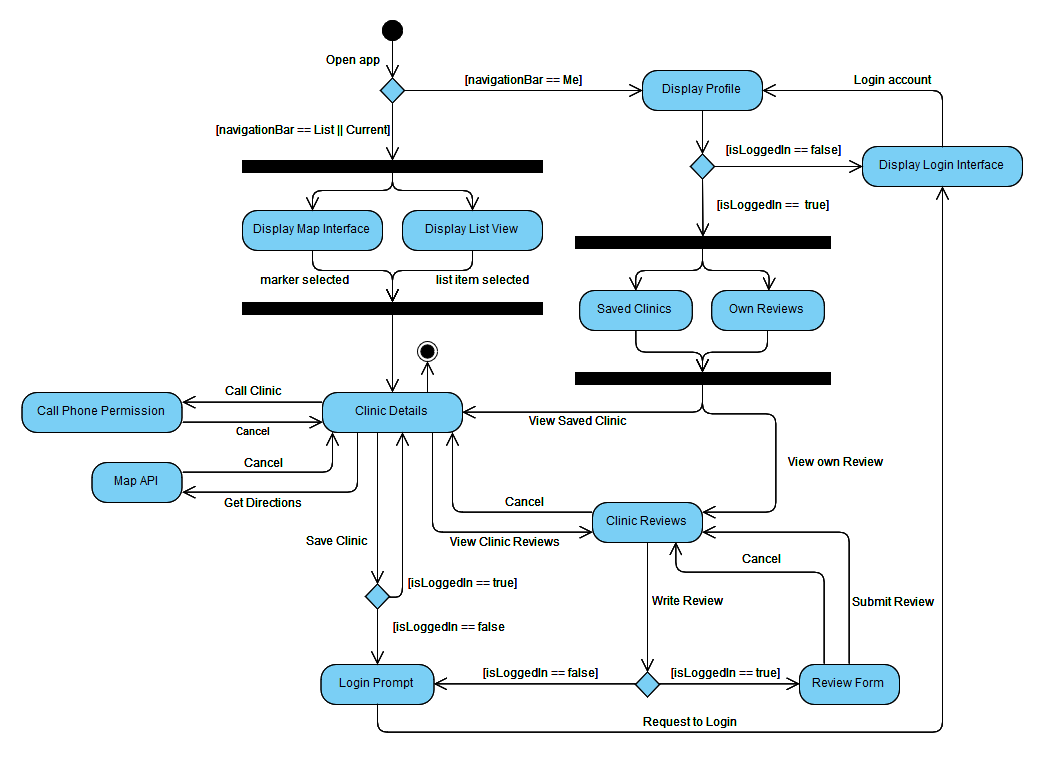 Open app
[navigationBar == Me]
Display Profile
Login account
[navigationBar == List || Current]
[isLoggedIn == false]
Display Login Interface
[isLoggedIn == true]
Display Map Interface
Display List View
marker selected
list item selected
Saved Clinics
Own Reviews
Call Clinic
Call Phone Permission
Clinic Details
Cancel
View Saved Clinic
Cancel
Map API
View own Review
Get Directions
Cancel
Clinic Reviews
Save Clinic
View Clinic Reviews
Cancel
[isLoggedIn == true]
Write Review
Submit Review
[isLoggedIn == false
Login Prompt
[isLoggedIn == false]
[isLoggedIn == true]
Review Form
Request to Login